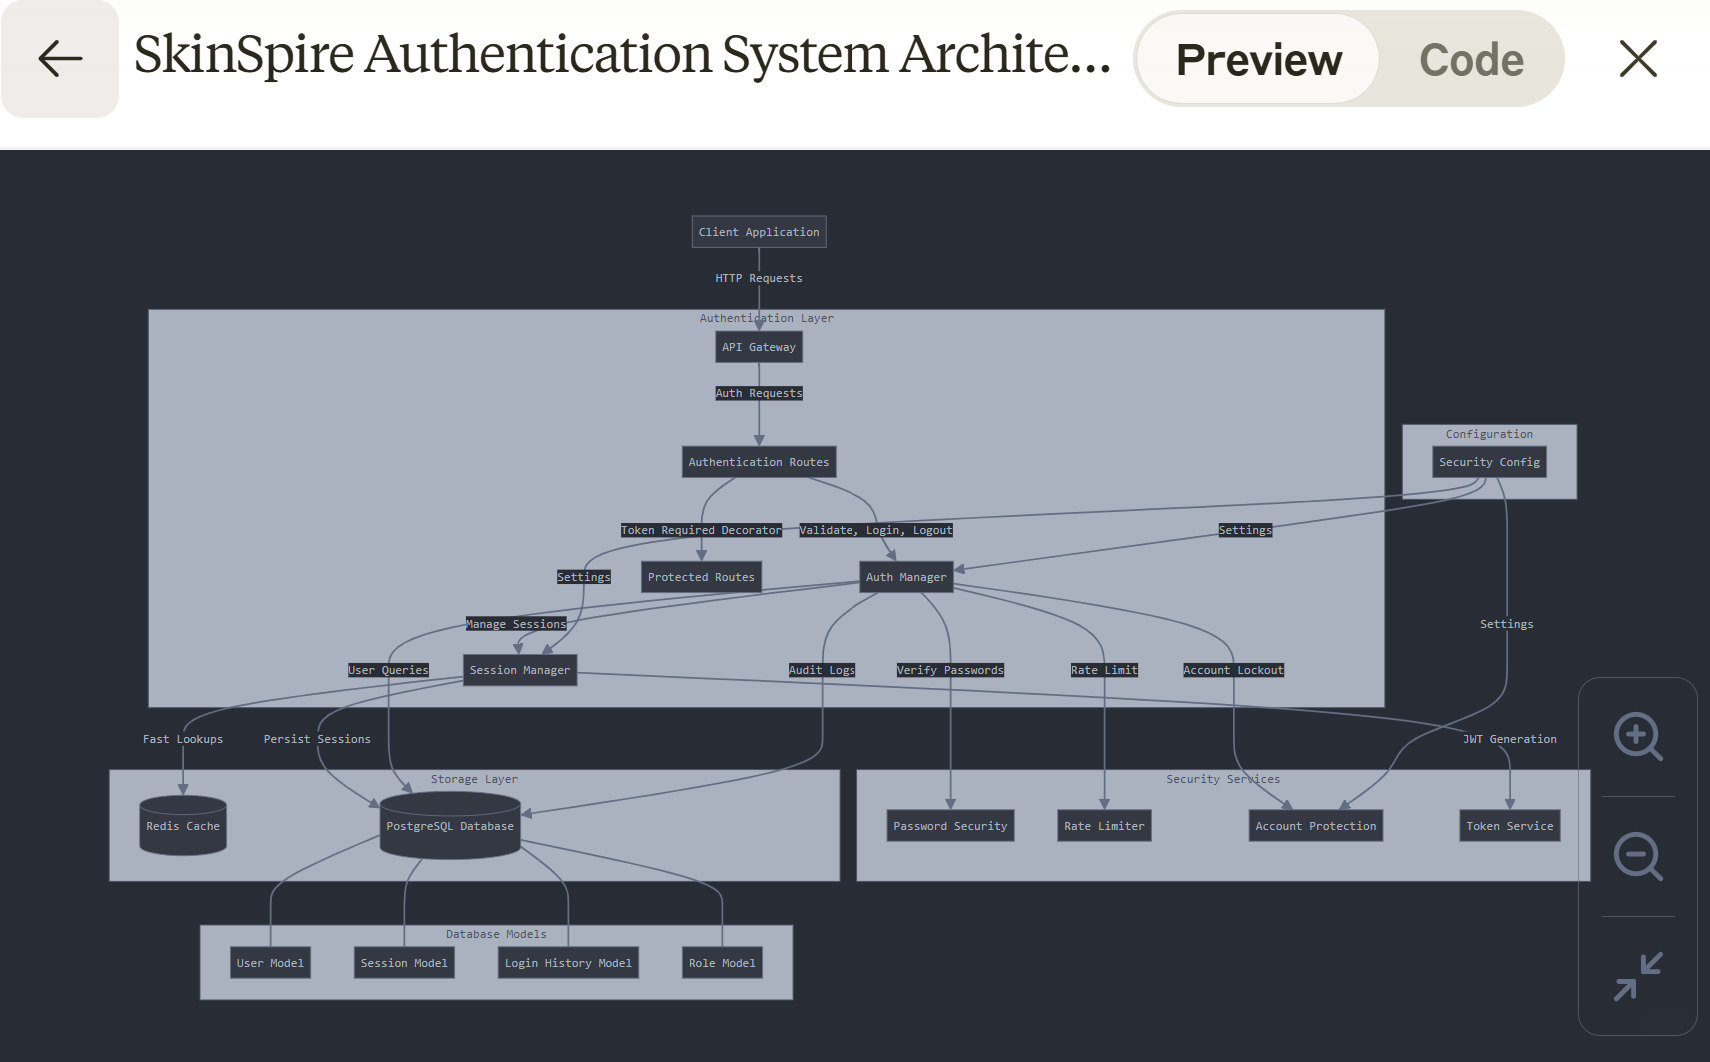 SkinSpire Authentication System Archite...
Preview
Code
Client Application
HTTP Requests
Authentication Layer
API Gateway
Auth Requests
Configuration
Authentication Routes
Security Config
Token Required Decorator
Validate, Login, Logout
Settings
Settings
Protected Routes
Auth Manager
Manage Sessions
Settings
User Queries
Session Manager
Audit Logs
Verify Passwords
Rate Limit
Account Lockout
Fast Lookups
Persist Sessions
JWT Generation
Storage Layer
Security Services
Redis Cache
PostgreSQL Database
Password Security
Rate Limiter
Account Protection
Token Service
Database Models
User Model
Session Model
Login History Model
Role Model